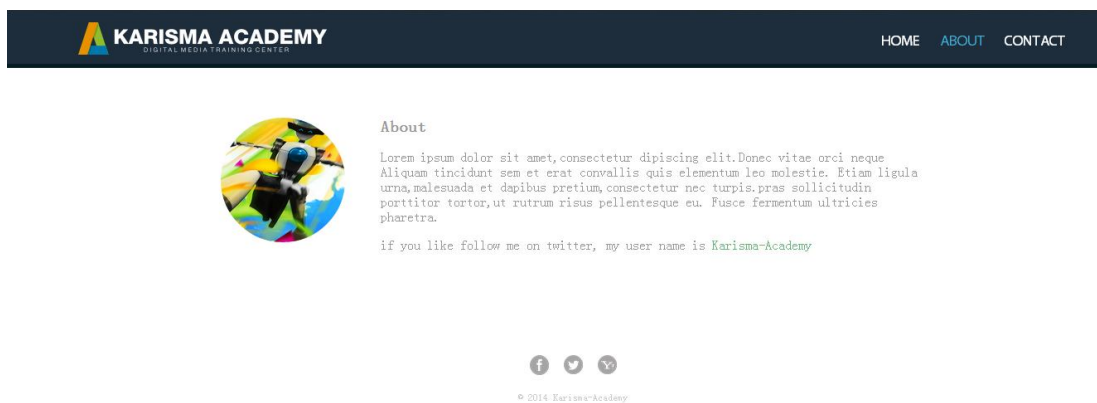 KARISMA ACADEMY
DIGITAL MEDIA TRAINING CENTER
HOME ABOUT CONTACT
About
Lorem ipsum dolor sit amet,consectetur dipiscing elit.Donec vitae orci neque
Aliquam tincidunt sem et erat convallis quis elementum leo molestie. Etiam ligula
urna,malesuada et dapibus pretium,consectetur nec turpis.pras sollicitudin
porttitor tortor,ut rutrum risus pellentesque eu. Fusce fermentum ultricies
pharetra.
if you like follow me on twitter, my user name is Karisma-Academy
© 2014 Karisma-Academy